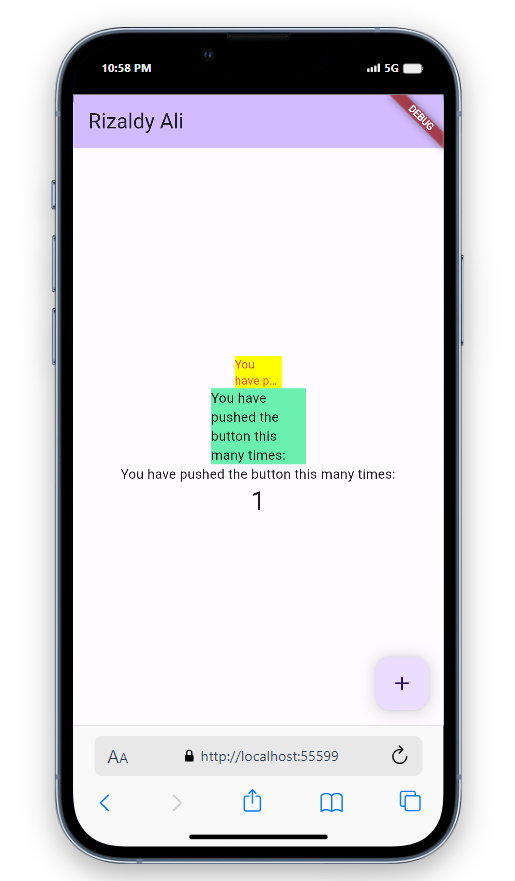 10:58 PM
5G
Rizaldy Ali
DEBUG
You
have p...
You have
pushed the
button this
many times:
You have pushed the button this many times:
1
+
AA
http://localhost:55599